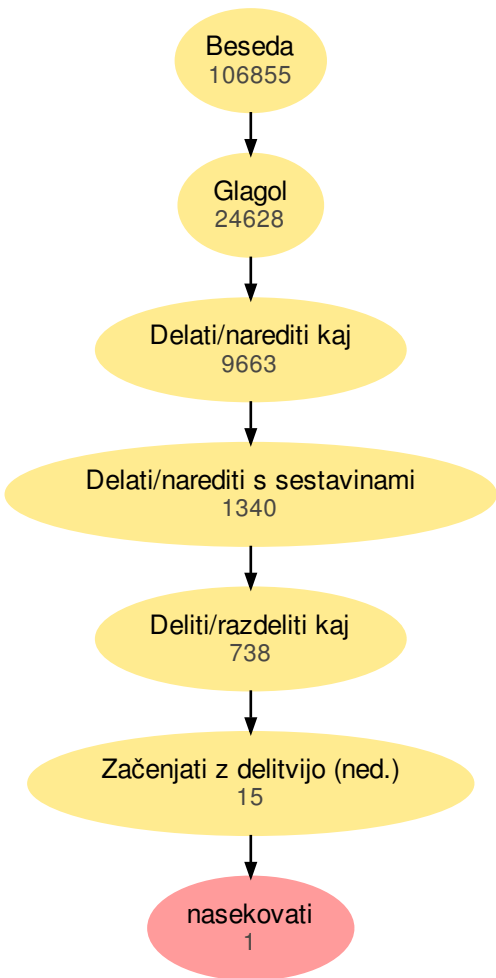 Beseda
106855
Glagol
24628
Delati/narediti kaj
9663
Delati/narediti s sestavinami
1340
Deliti/razdeliti kaj
738
Začenjati z delitvijo (ned.)
15
nasekovati
1